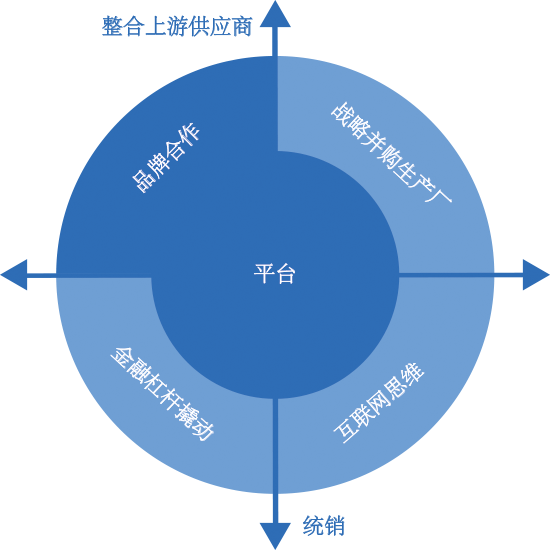 整合上游供应商
品牌合作
战略并购生产厂
平台
金融杠杆撬动
互联网思维
统销